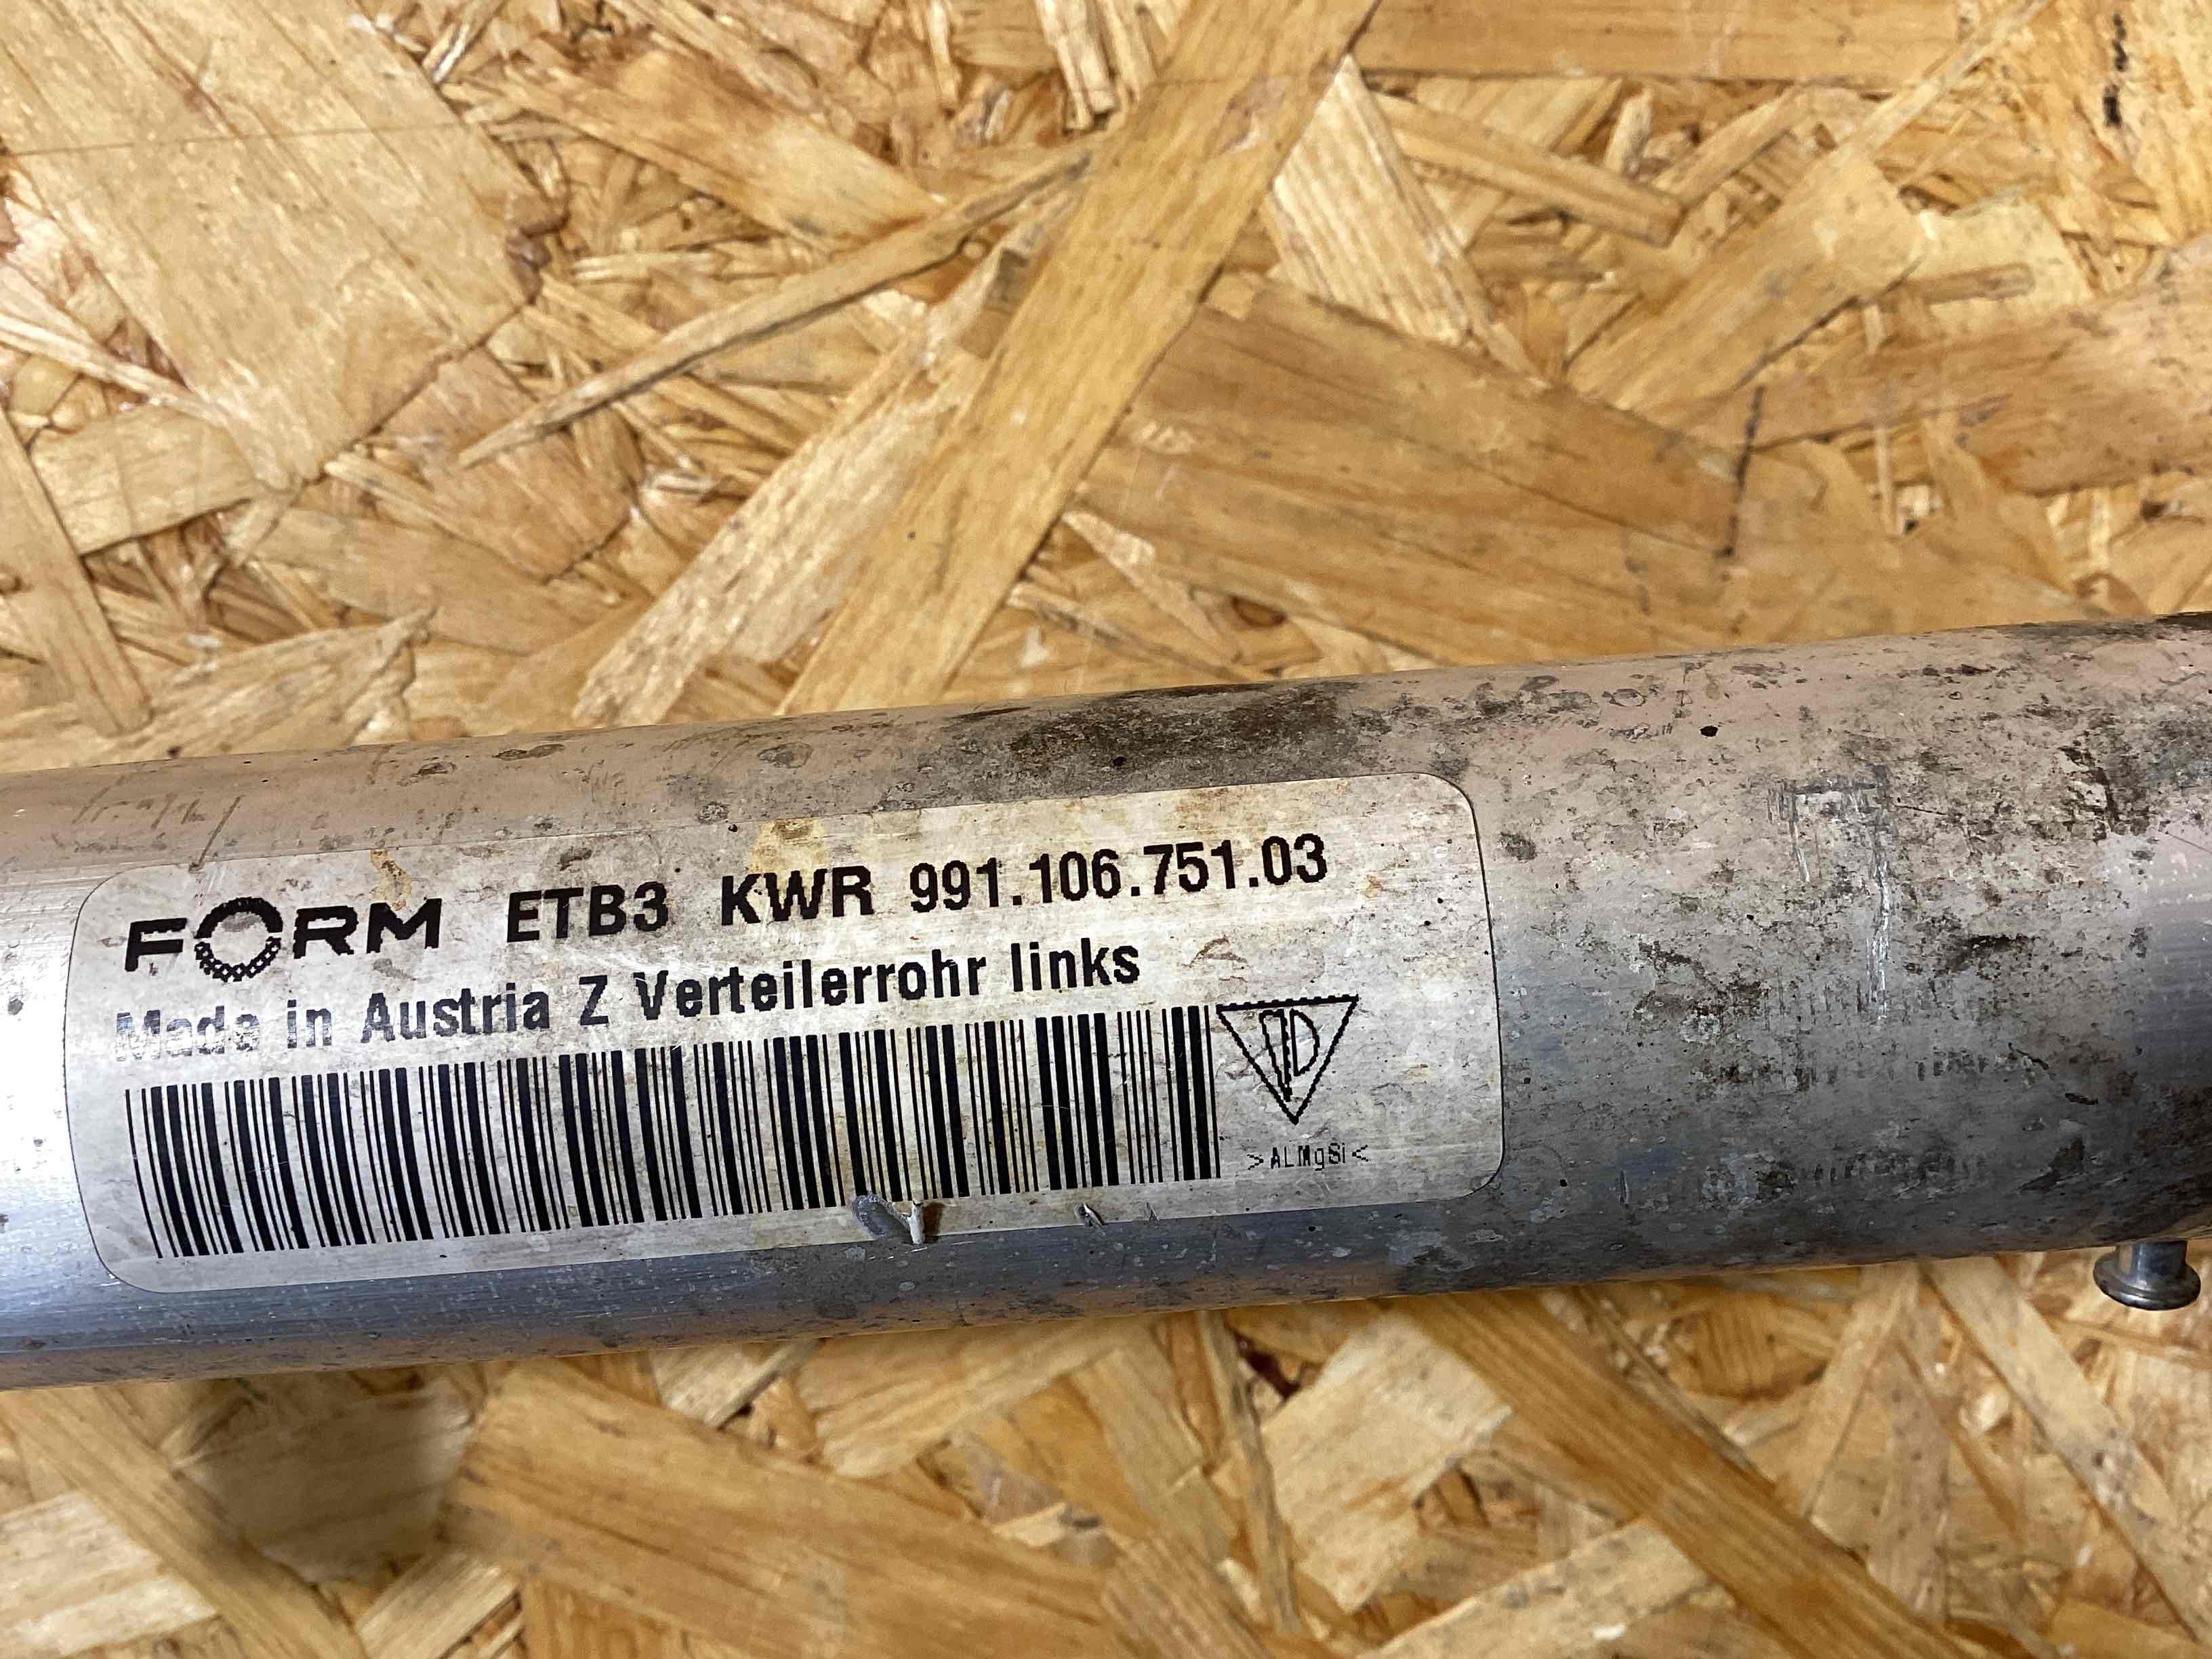 FORM ETB3 KWR 991.106.751.03
Made in Austria Z Verteilerrohr links
>ALMgSi<